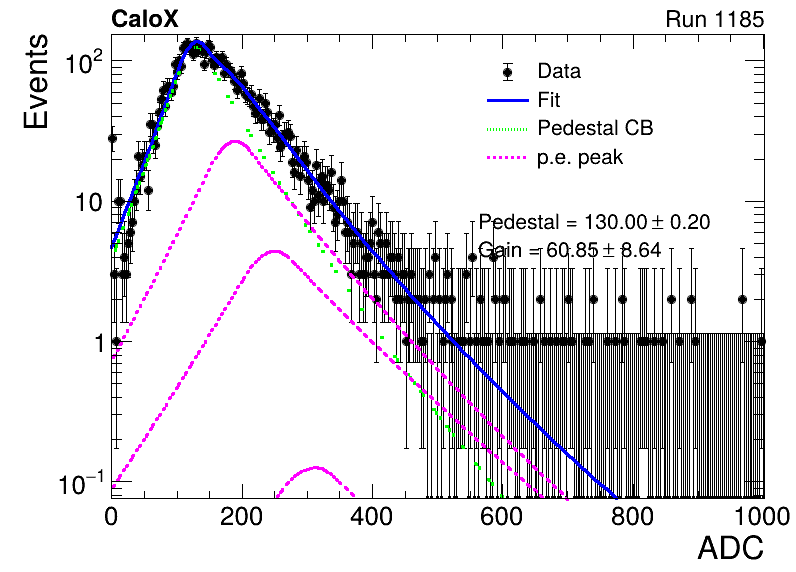 CaloX Run 1185
Events
10²
10
1
10⁻¹
Data
Fit
Pedestal CB
p.e. peak
Pedestal = 130.00 ± 0.20
Gain = 60.85 ± 8.64
0 200 400 600 800 1000
ADC